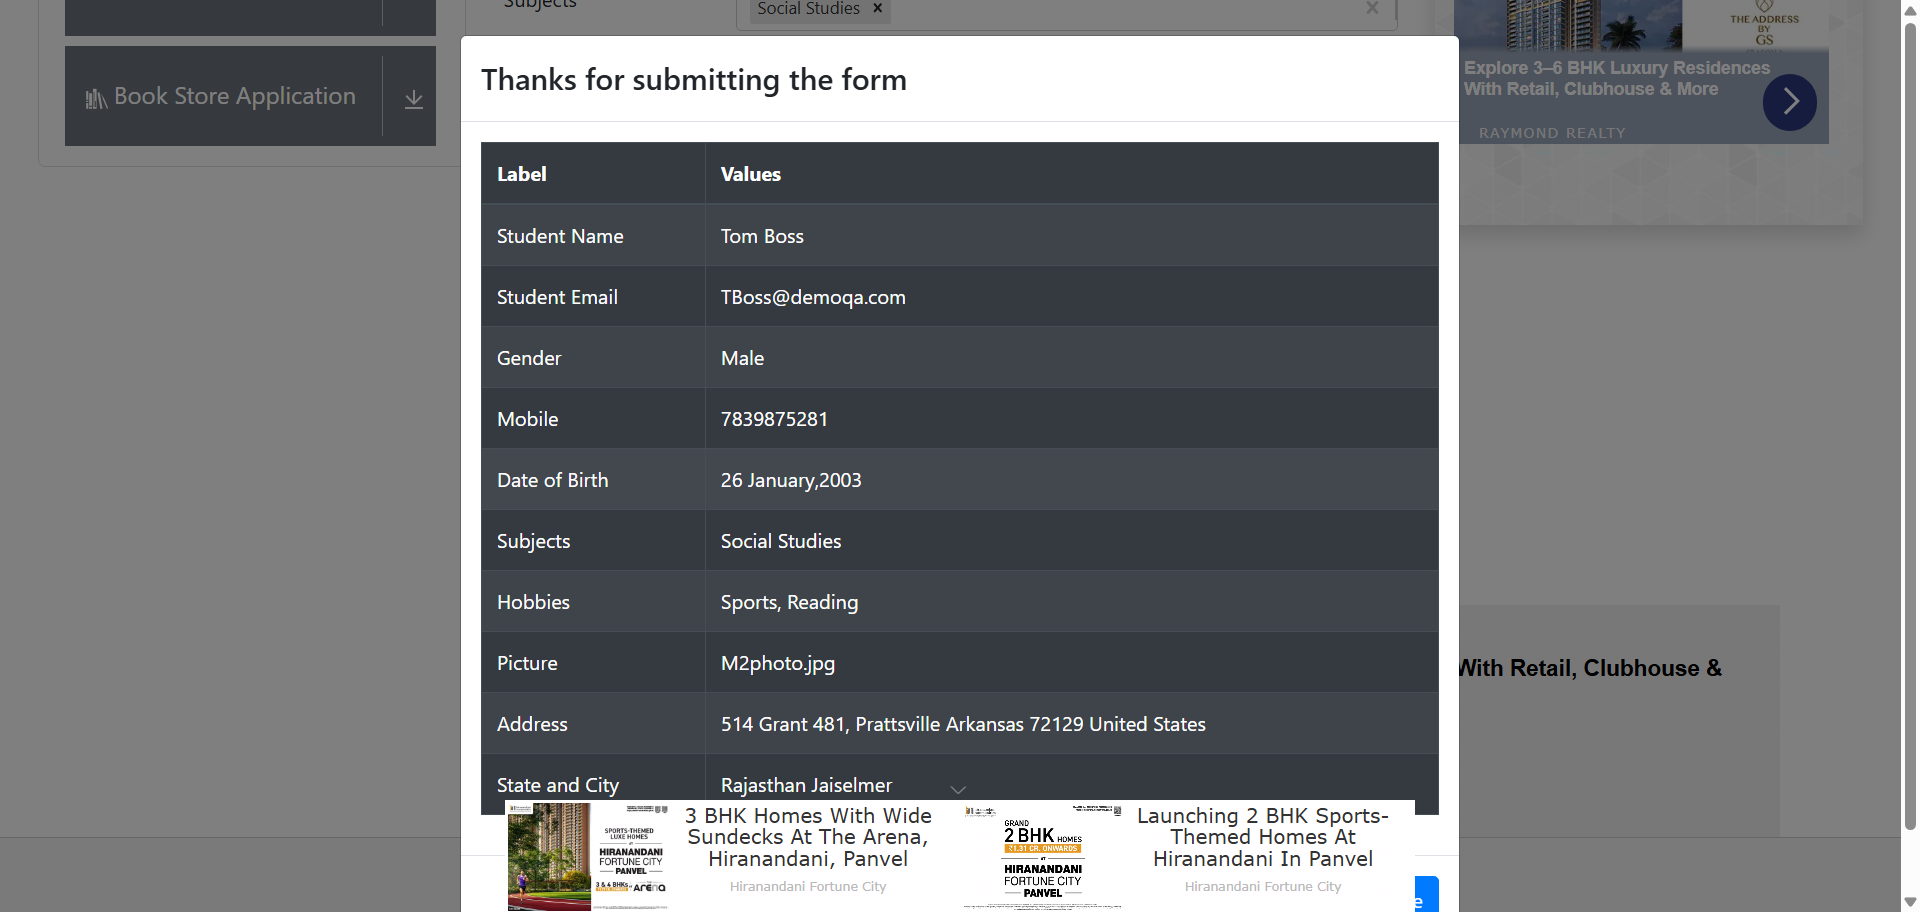 Subjects
Social Studies ×
Book Store Application
THE ADDRESS
BY
GS
Explore 3–6 BHK Luxury Residences
With Retail, Clubhouse & More
RAYMOND REALTY
Thanks for submitting the form
Label Values
Student Name Tom Boss
Student Email TBoss@demoqa.com
Gender Male
Mobile 7839875281
Date of Birth 26 January,2003
Subjects Social Studies
Hobbies Sports, Reading
Picture M2photo.jpg
Address 514 Grant 481, Prattsville Arkansas 72129 United States
State and City Rajasthan Jaiselmer
With Retail, Clubhouse &
SPORTS-THEMED
LUXE HOMES
AT
HIRANANDANI
FORTUNE CITY
PANVEL
3 & 4 BHKs
arena
3 BHK Homes With Wide
Sundecks At The Arena,
Hiranandani, Panvel
Hiranandani Fortune City
GRAND
2 BHK HOMES
₹1.31 CR. ONWARDS
AT
HIRANANDANI
FORTUNE CITY
PANVEL
Launching 2 BHK Sports-
Themed Homes At
Hiranandani In Panvel
Hiranandani Fortune City
e